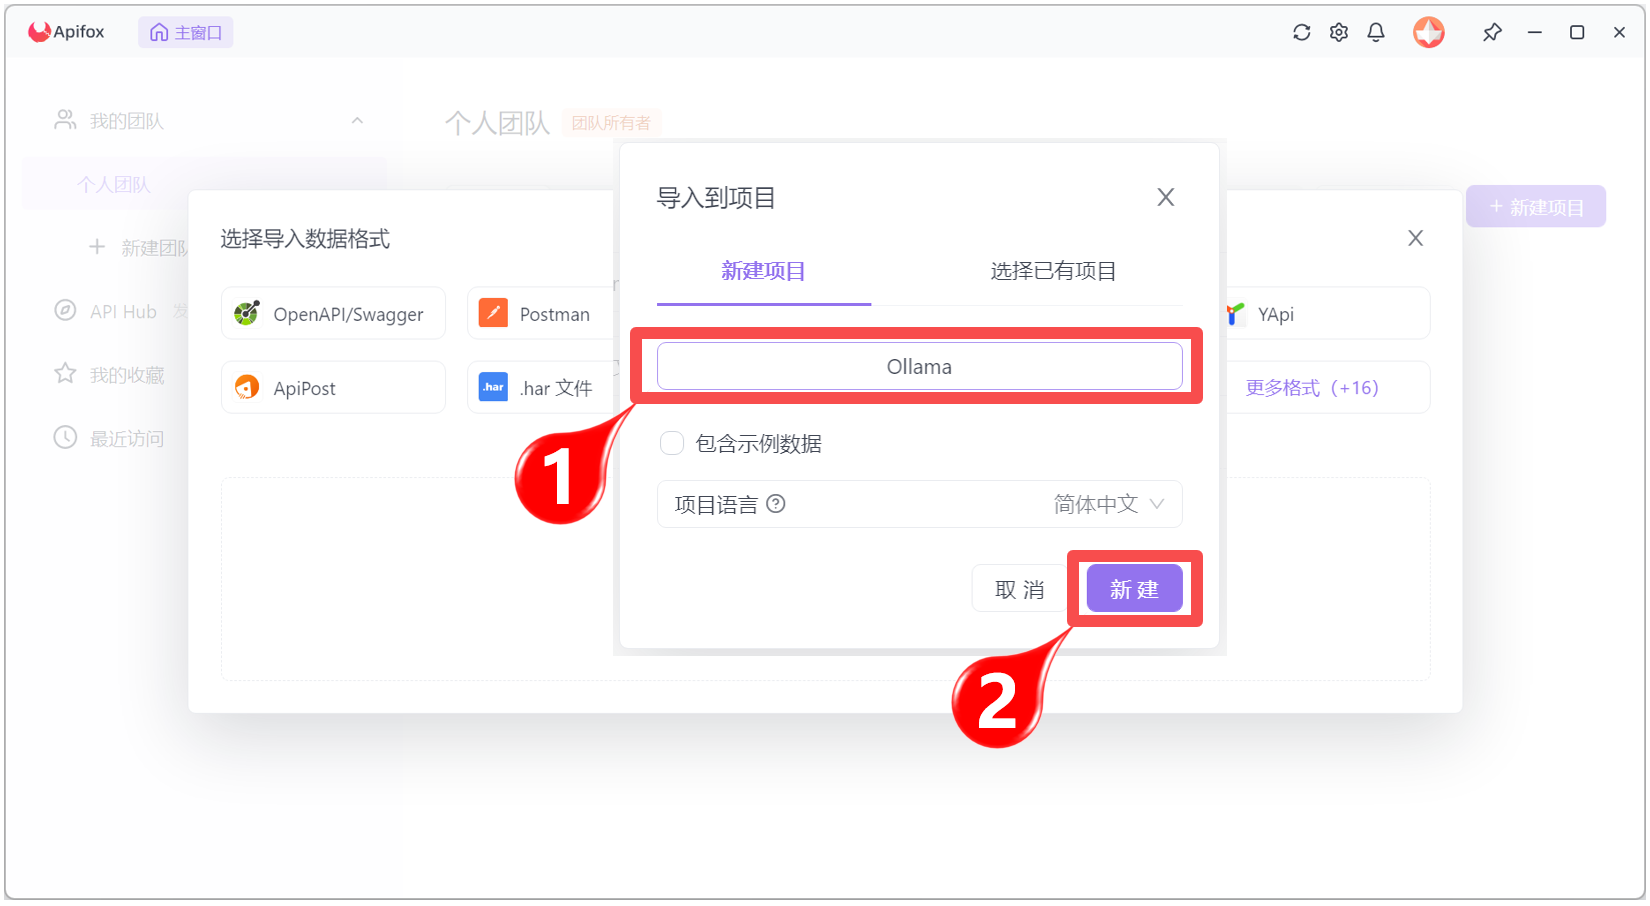 Apifox
主窗口
我的团队
个人团队
新建团队
API Hub
我的收藏
最近访问
个人团队
团队所有者
新建项目
选择导入数据格式
OpenAPI/Swagger
Postman
YApi
ApiPost
.har
.har 文件
更多格式（+16）
导入到项目
新建项目
选择已有项目
Ollama
包含示例数据
项目语言
简体中文
取 消
新 建
1
2